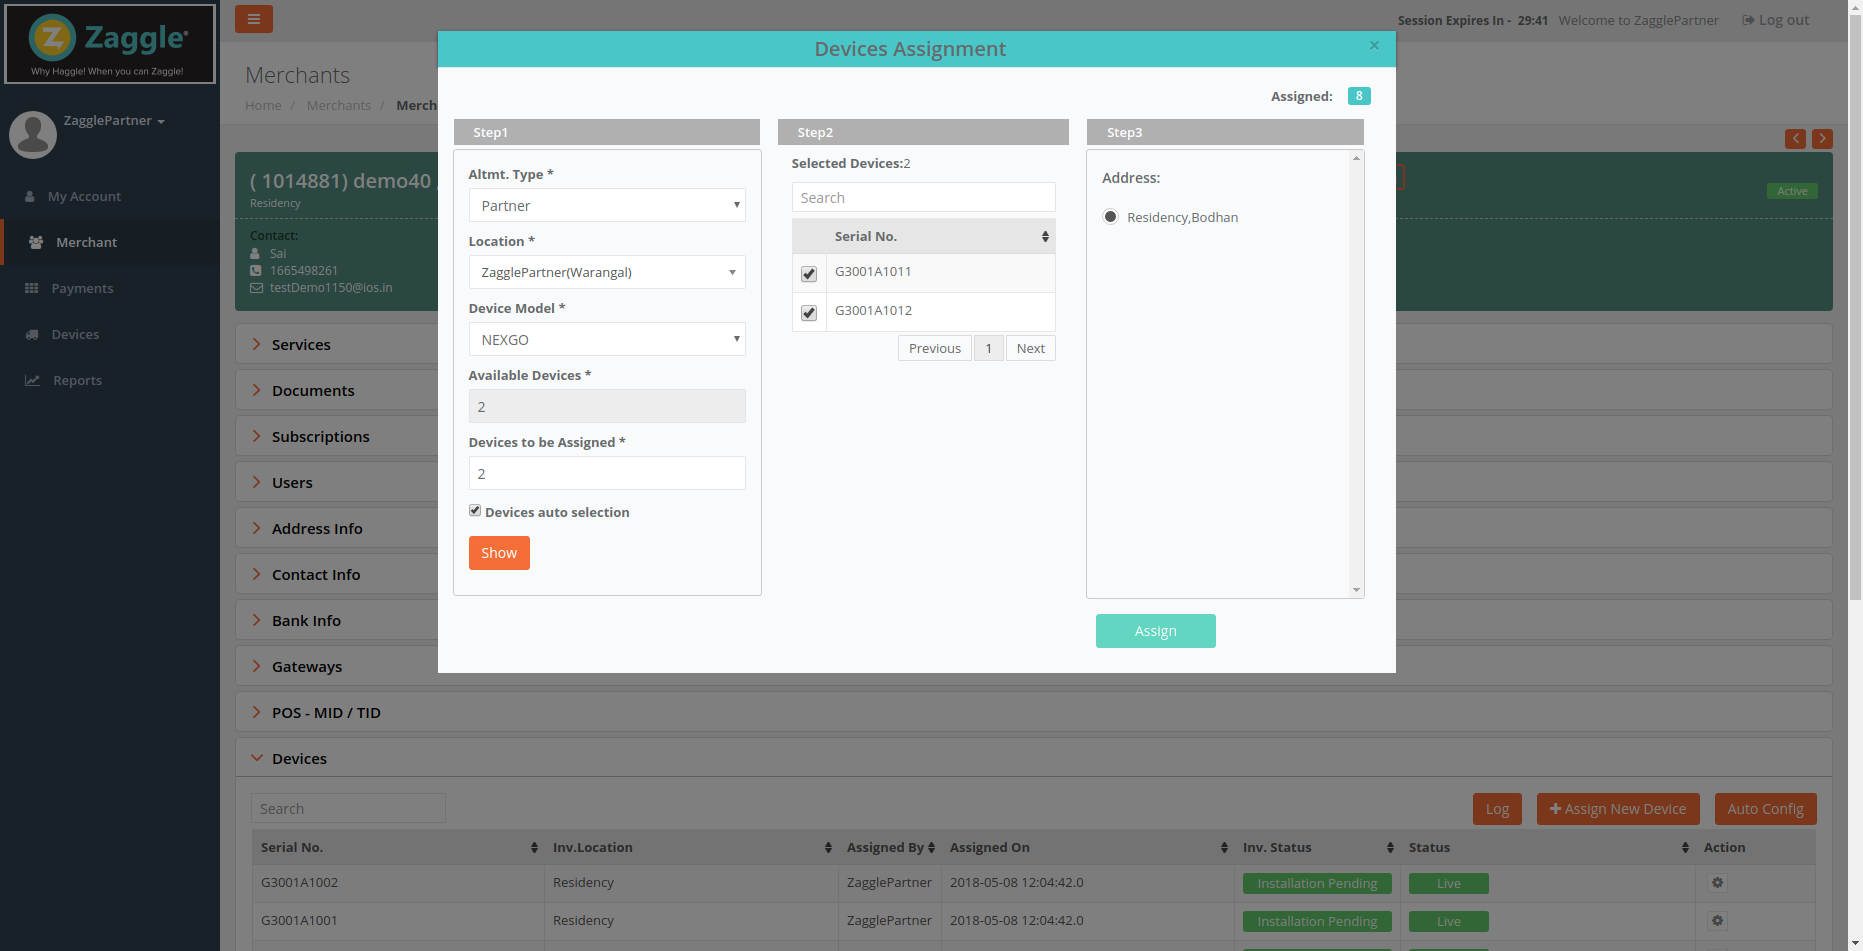 Zaggle
Why Haggle! When you can Zaggle!
ZagglePartner
My Account
Merchant
Payments
Devices
Reports
Session Expires In - 29:41 Welcome to ZagglePartner Log out
Merchants
Home / Merchants / Merch
( 1014881) demo40
Residency
Active
Contact:
Sai
1665498261
testDemo1150@ios.in
Services
Documents
Subscriptions
Users
Address Info
Contact Info
Bank Info
Gateways
POS - MID / TID
Devices
Devices Assignment ×
Assigned: 8
Step1
Altmt. Type *
Partner
Location *
ZagglePartner(Warangal)
Device Model *
NEXGO
Available Devices *
2
Devices to be Assigned *
2
Devices auto selection
Show
Step2
Selected Devices:2
Search
Serial No.
G3001A1011
G3001A1012
Previous 1 Next
Step3
Address:
Residency,Bodhan
Assign
Search
Log + Assign New Device Auto Config
Serial No. Inv.Location Assigned By Assigned On Inv. Status Status Action
G3001A1002 Residency ZagglePartner 2018-05-08 12:04:42.0 Installation Pending Live
G3001A1001 Residency ZagglePartner 2018-05-08 12:04:42.0 Installation Pending Live